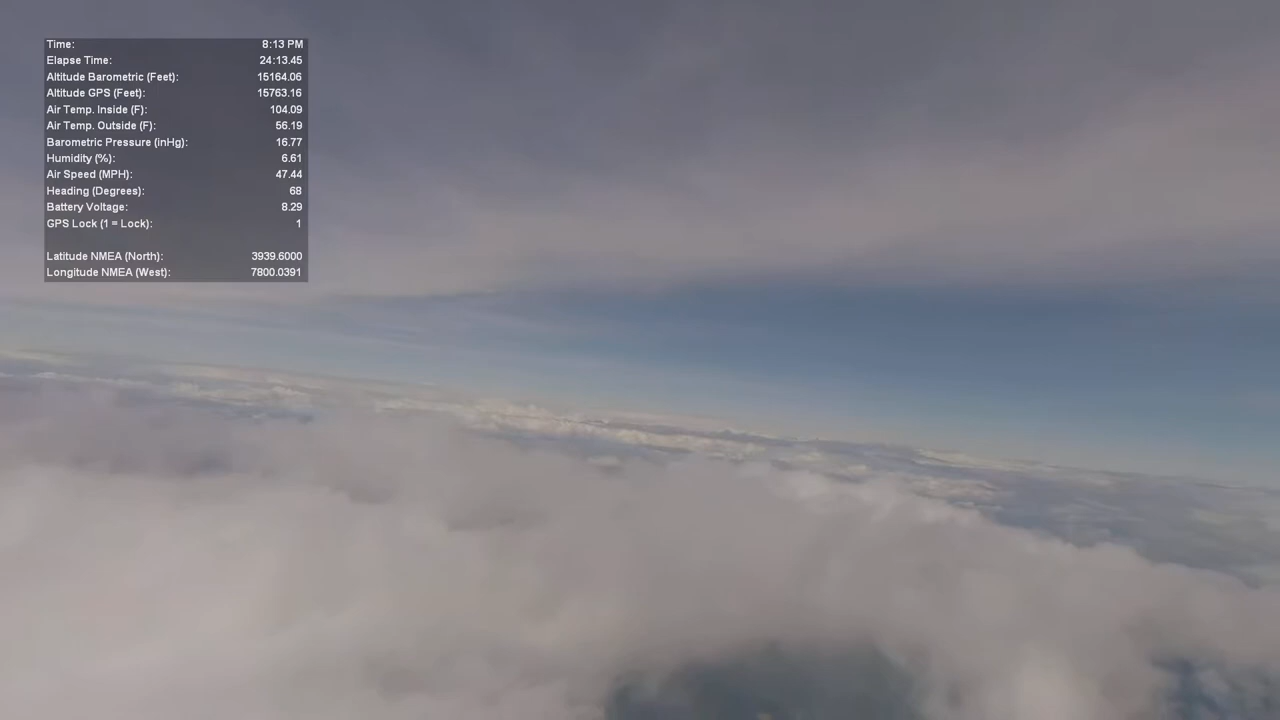 Time: 8:13 PM
Elapse Time: 24:13.45
Altitude Barometric (Feet): 15164.06
Altitude GPS (Feet): 15763.16
Air Temp. Inside (F): 104.09
Air Temp. Outside (F): 56.19
Barometric Pressure (inHg): 16.77
Humidity (%): 6.61
Air Speed (MPH): 47.44
Heading (Degrees): 68
Battery Voltage: 8.29
GPS Lock (1 = Lock): 1
Latitude NMEA (North): 3939.6000
Longitude NMEA (West): 7800.0391